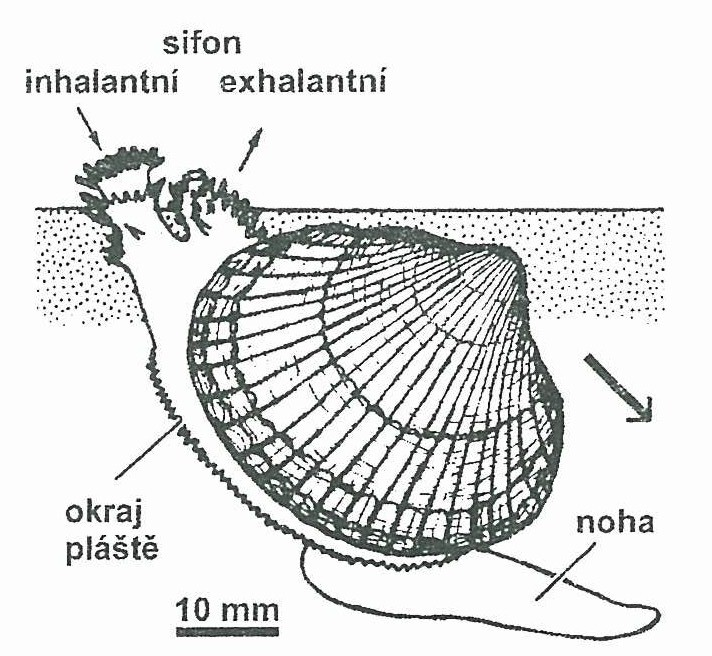 sifon
inhalantní exhalantní
okraj
pláště
noha
10 mm